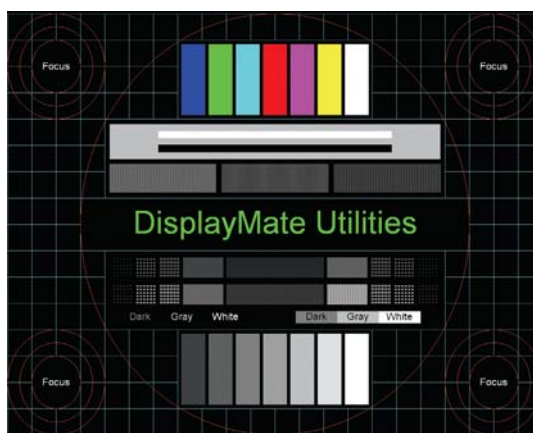 Focus Focus
DisplayMate Utilities
Dark Gray White Dark Gray White
Focus Focus